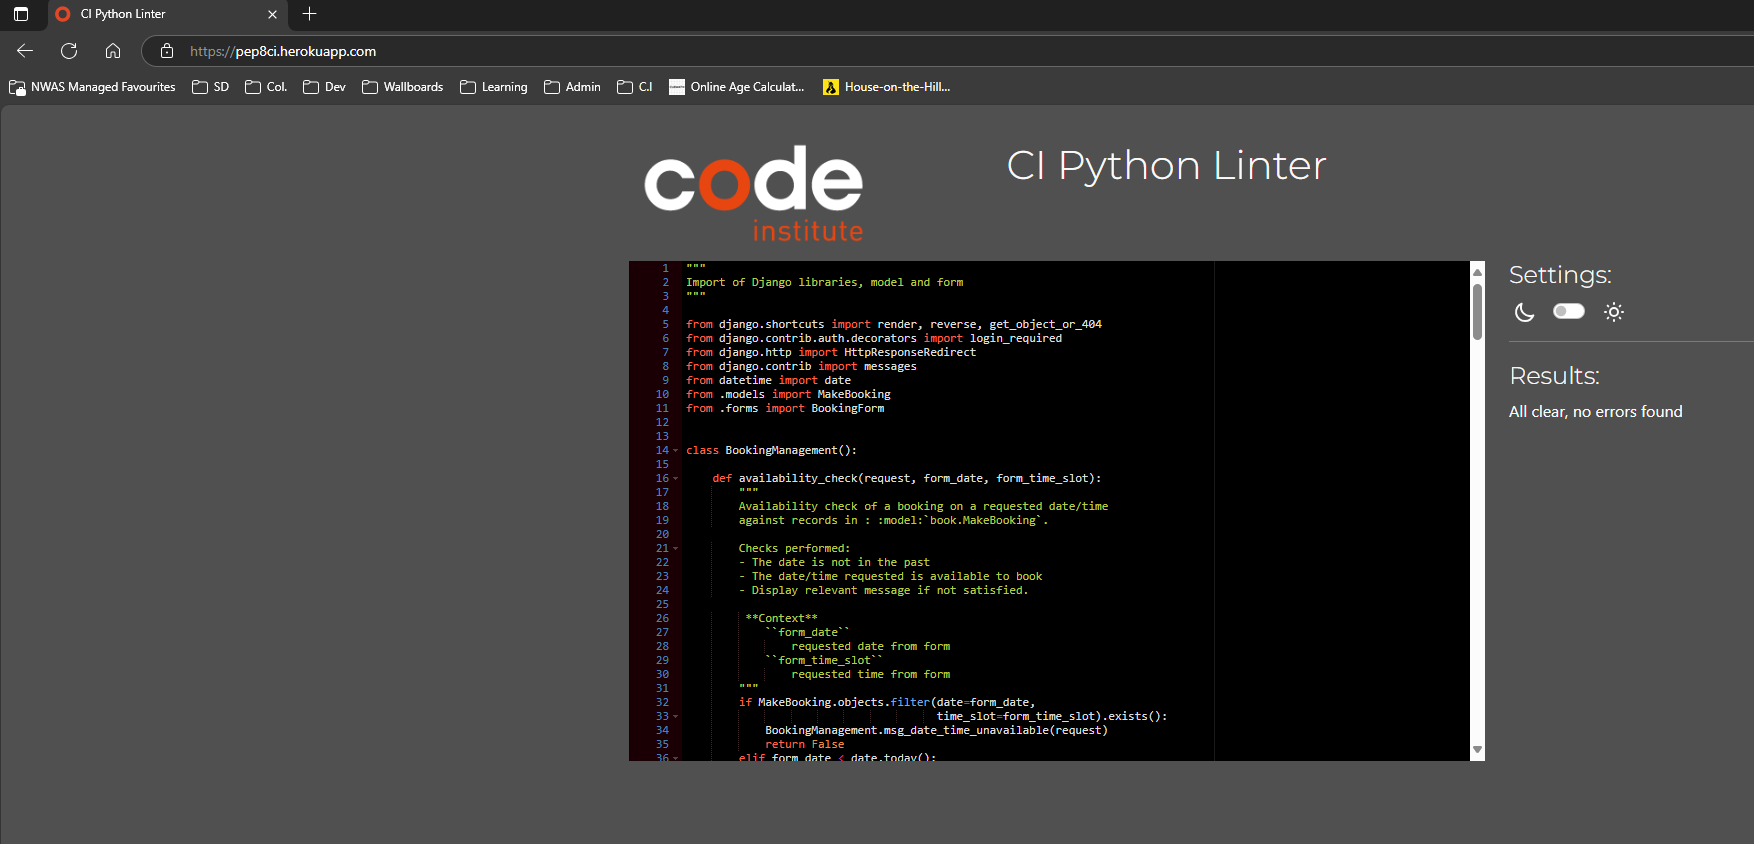 CI Python Linter
https://pep8ci.herokuapp.com
NWAS Managed Favourites SD Col. Dev Wallboards Learning Admin C.I Online Age Calculat... House-on-the-Hill...
code
institute
CI Python Linter
1 """
2 Import of Django libraries, model and form
3 """
4
5 from django.shortcuts import render, reverse, get_object_or_404
6 from django.contrib.auth.decorators import login_required
7 from django.http import HttpResponseRedirect
8 from django.contrib import messages
9 from datetime import date
10 from .models import MakeBooking
11 from .forms import BookingForm
12
13
14 class BookingManagement():
15
16 def availability_check(request, form_date, form_time_slot):
17 """
18 Availability check of a booking on a requested date/time
19 against records in : :model:`book.MakeBooking`.
20
21 Checks performed:
22 - The date is not in the past
23 - The date/time requested is available to book
24 - Display relevant message if not satisfied.
25
26 **Context**
27 ``form_date``
28 requested date from form
29 ``form_time_slot``
30 requested time from form
31 """
32 if MakeBooking.objects.filter(date=form_date,
33 time_slot=form_time_slot).exists():
34 BookingManagement.msg_date_time_unavailable(request)
35 return False
36 elif form_date < date.today():
Settings:
Results:
All clear, no errors found